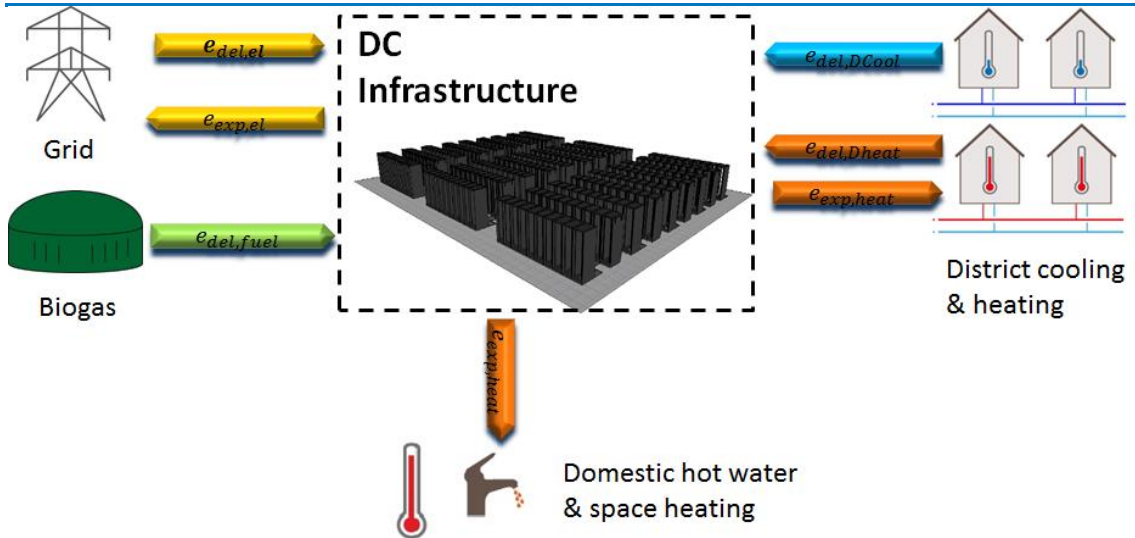 e_del,el
DC
Infrastructure
e_del,DCool
e_exp,el
Grid
e_del,Dheat
e_exp,heat
e_del,fuel
Biogas
District cooling
& heating
e_exp,heat
Domestic hot water
& space heating